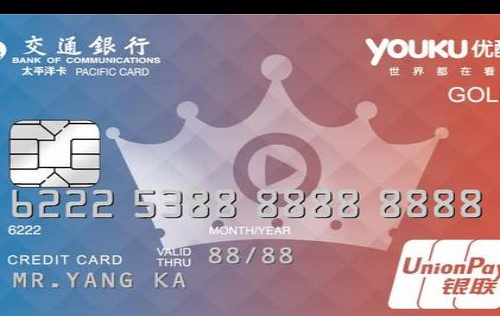 交通銀行
BANK OF COMMUNICATIONS
太平洋卡 PACIFIC CARD
YOUKU 优酷
世界都在看
GOL
6222 5388 8888 8888
6222
MONTH/YEAR
CREDIT CARD VALID THRU 88/88
MR.YANG KA
UnionPay
银联